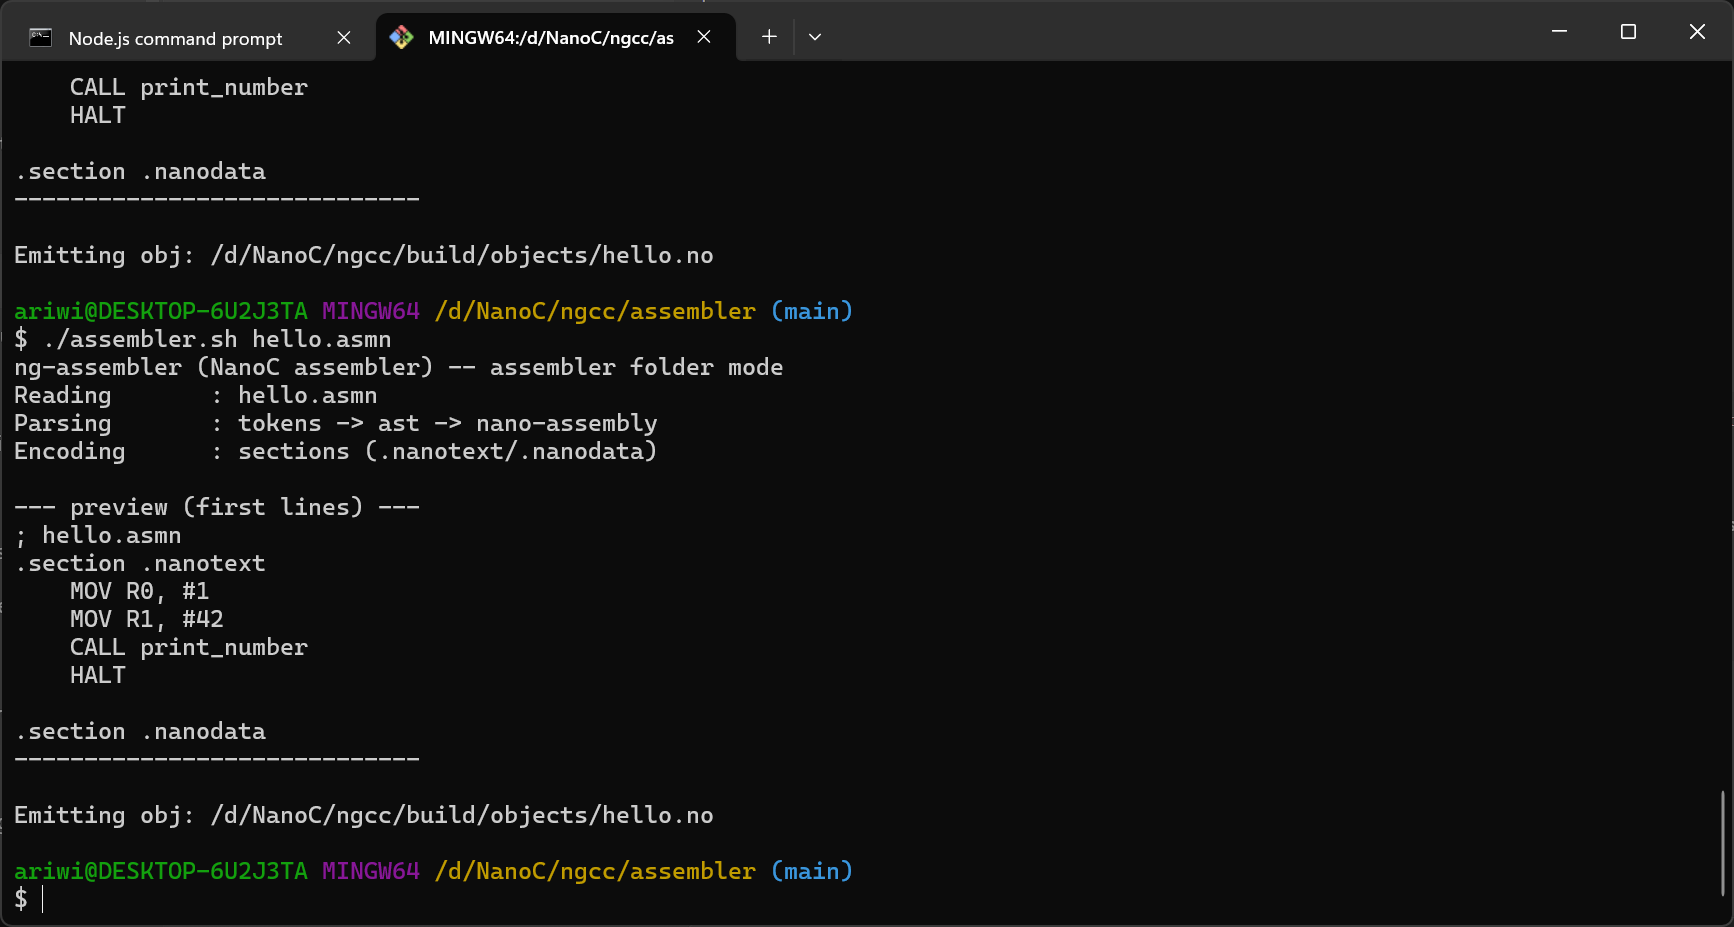 Node.js command prompt
MINGW64:/d/NanoC/ngcc/as
    CALL print_number
    HALT
.section .nanodata
-----------------------------
Emitting obj: /d/NanoC/ngcc/build/objects/hello.no
ariwi@DESKTOP-6U2J3TA MINGW64 /d/NanoC/ngcc/assembler (main)
$ ./assembler.sh hello.asmn
ng-assembler (NanoC assembler) -- assembler folder mode
Reading       : hello.asmn
Parsing       : tokens -> ast -> nano-assembly
Encoding      : sections (.nanotext/.nanodata)
--- preview (first lines) ---
; hello.asmn
.section .nanotext
    MOV R0, #1
    MOV R1, #42
    CALL print_number
    HALT
.section .nanodata
-----------------------------
Emitting obj: /d/NanoC/ngcc/build/objects/hello.no
ariwi@DESKTOP-6U2J3TA MINGW64 /d/NanoC/ngcc/assembler (main)
$